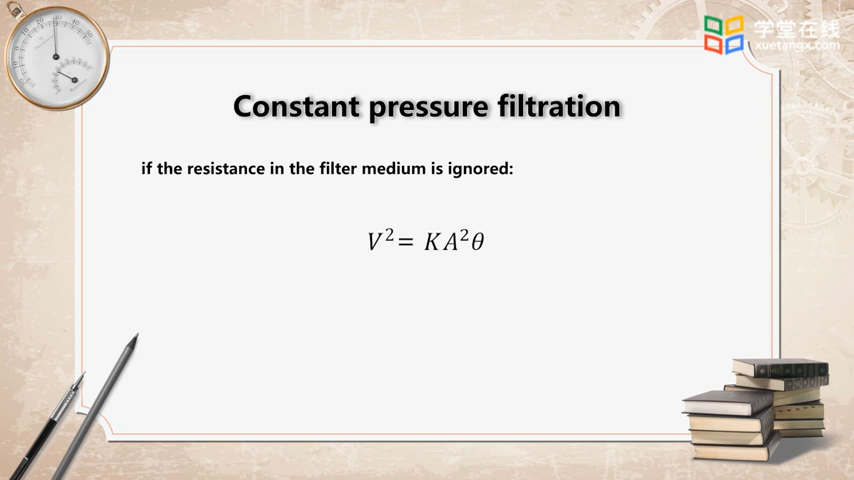 学堂在线
xuetangx.com
Constant pressure filtration
if the resistance in the filter medium is ignored:
V² = KA²θ